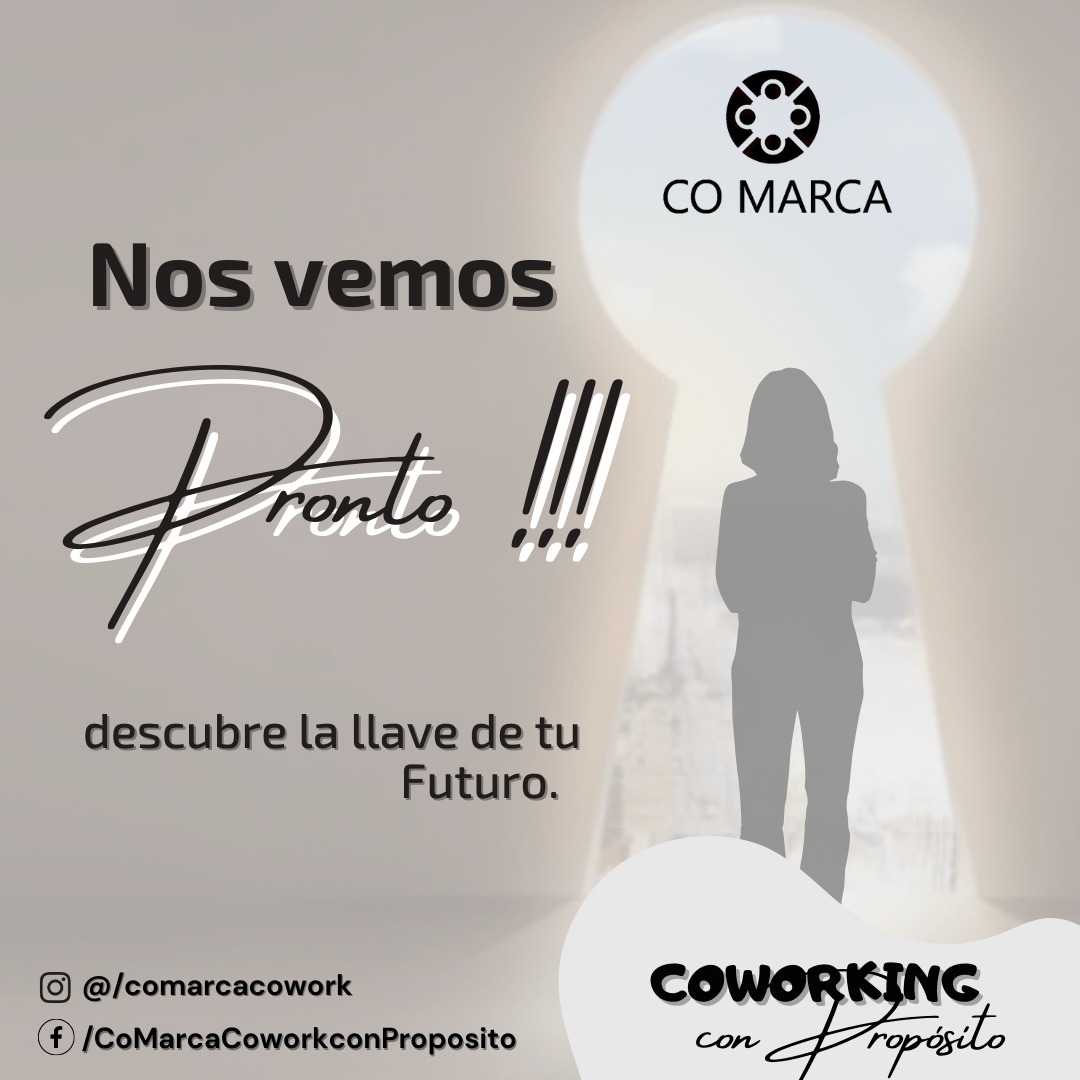 CO MARCA
Nos vemos
Pronto !!!
descubre la llave de tu
Futuro.
@/comarcacowork
/CoMarcaCoworkconProposito
COWORKING
con Propósito